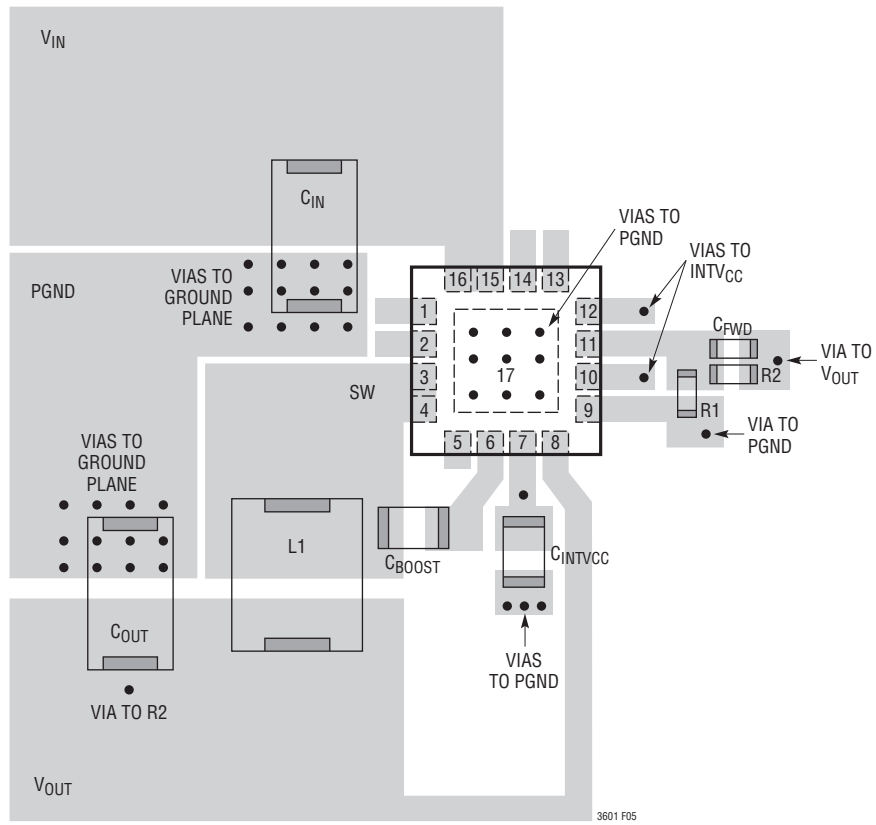 VIN
CIN
VIAS TO
PGND
VIAS TO
INTVCC
PGND
VIAS TO
GROUND
PLANE
16 15 14 13
1
2
3
4
12
11
10
9
17
5 6 7 8
CFWD
R2
R1
VIA TO
VOUT
VIA TO
PGND
SW
VIAS TO
GROUND
PLANE
L1
CBOOST
CINTVCC
COUT
VIAS
TO PGND
VIA TO R2
VOUT
3601 F05